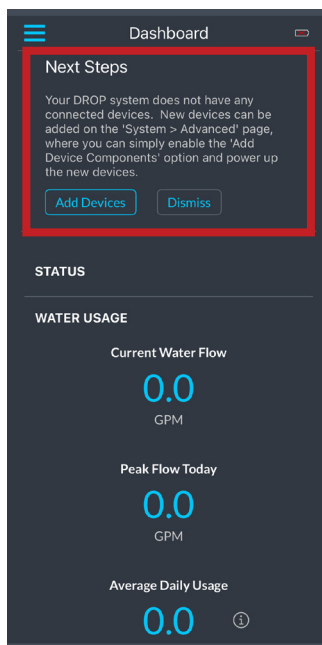 Dashboard
Next Steps
Your DROP system does not have any
connected devices. New devices can be
added on the 'System > Advanced' page,
where you can simply enable the 'Add
Device Components' option and power up
the new devices.
Add Devices Dismiss
STATUS
WATER USAGE
Current Water Flow
0.0
GPM
Peak Flow Today
0.0
GPM
Average Daily Usage
0.0